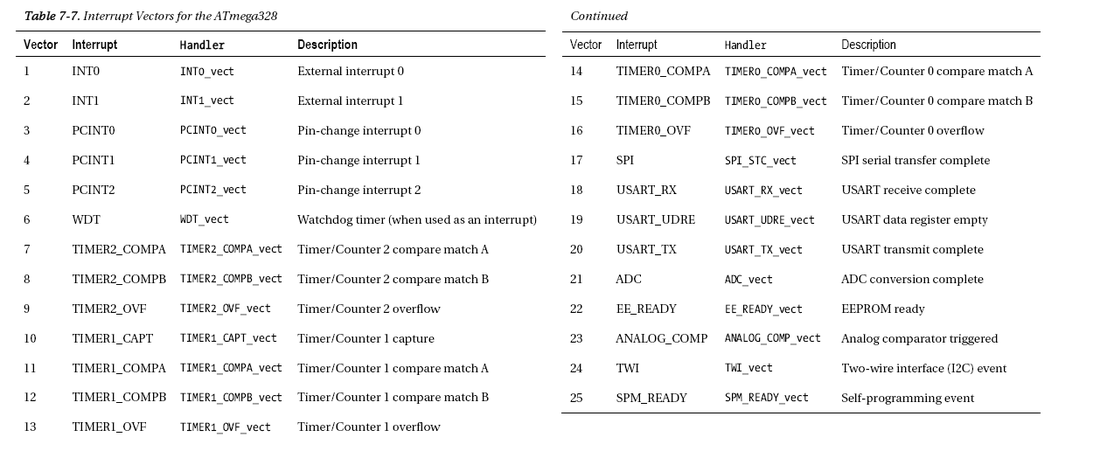 Table 7-7. Interrupt Vectors for the ATmega328
Vector Interrupt Handler Description
1 INT0 INT0_vect External interrupt 0
2 INT1 INT1_vect External interrupt 1
3 PCINT0 PCINT0_vect Pin-change interrupt 0
4 PCINT1 PCINT1_vect Pin-change interrupt 1
5 PCINT2 PCINT2_vect Pin-change interrupt 2
6 WDT WDT_vect Watchdog timer (when used as an interrupt)
7 TIMER2_COMPA TIMER2_COMPA_vect Timer/Counter 2 compare match A
8 TIMER2_COMPB TIMER2_COMPB_vect Timer/Counter 2 compare match B
9 TIMER2_OVF TIMER2_OVF_vect Timer/Counter 2 overflow
10 TIMER1_CAPT TIMER1_CAPT_vect Timer/Counter 1 capture
11 TIMER1_COMPA TIMER1_COMPA_vect Timer/Counter 1 compare match A
12 TIMER1_COMPB TIMER1_COMPB_vect Timer/Counter 1 compare match B
13 TIMER1_OVF TIMER1_OVF_vect Timer/Counter 1 overflow
Continued
Vector Interrupt Handler Description
14 TIMER0_COMPA TIMER0_COMPA_vect Timer/Counter 0 compare match A
15 TIMER0_COMPB TIMER0_COMPB_vect Timer/Counter 0 compare match B
16 TIMER0_OVF TIMER0_OVF_vect Timer/Counter 0 overflow
17 SPI SPI_STC_vect SPI serial transfer complete
18 USART_RX USART_RX_vect USART receive complete
19 USART_UDRE USART_UDRE_vect USART data register empty
20 USART_TX USART_TX_vect USART transmit complete
21 ADC ADC_vect ADC conversion complete
22 EE_READY EE_READY_vect EEPROM ready
23 ANALOG_COMP ANALOG_COMP_vect Analog comparator triggered
24 TWI TWI_vect Two-wire interface (I2C) event
25 SPM_READY SPM_READY_vect Self-programming event